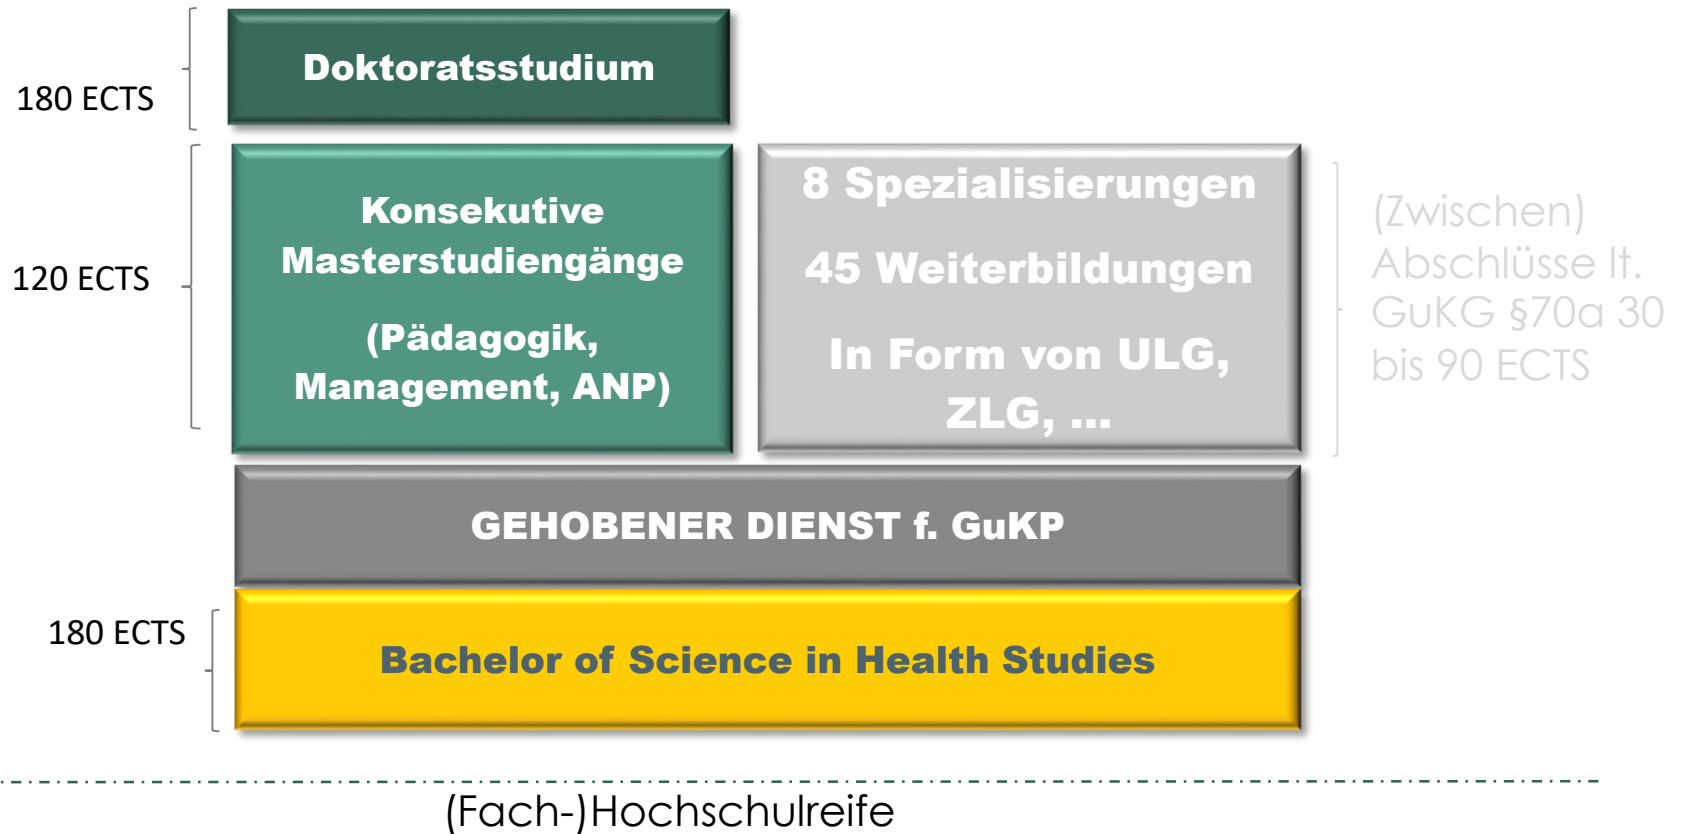 Doktoratsstudium
180 ECTS
Konsekutive
Masterstudiengänge
(Pädagogik,
Management, ANP)
120 ECTS
8 Spezialisierungen
45 Weiterbildungen
In Form von ULG,
ZLG, ...
(Zwischen)
Abschlüsse lt.
GuKG §70a 30
bis 90 ECTS
GEHOBENER DIENST f. GuKP
180 ECTS
Bachelor of Science in Health Studies
(Fach-)Hochschulreife